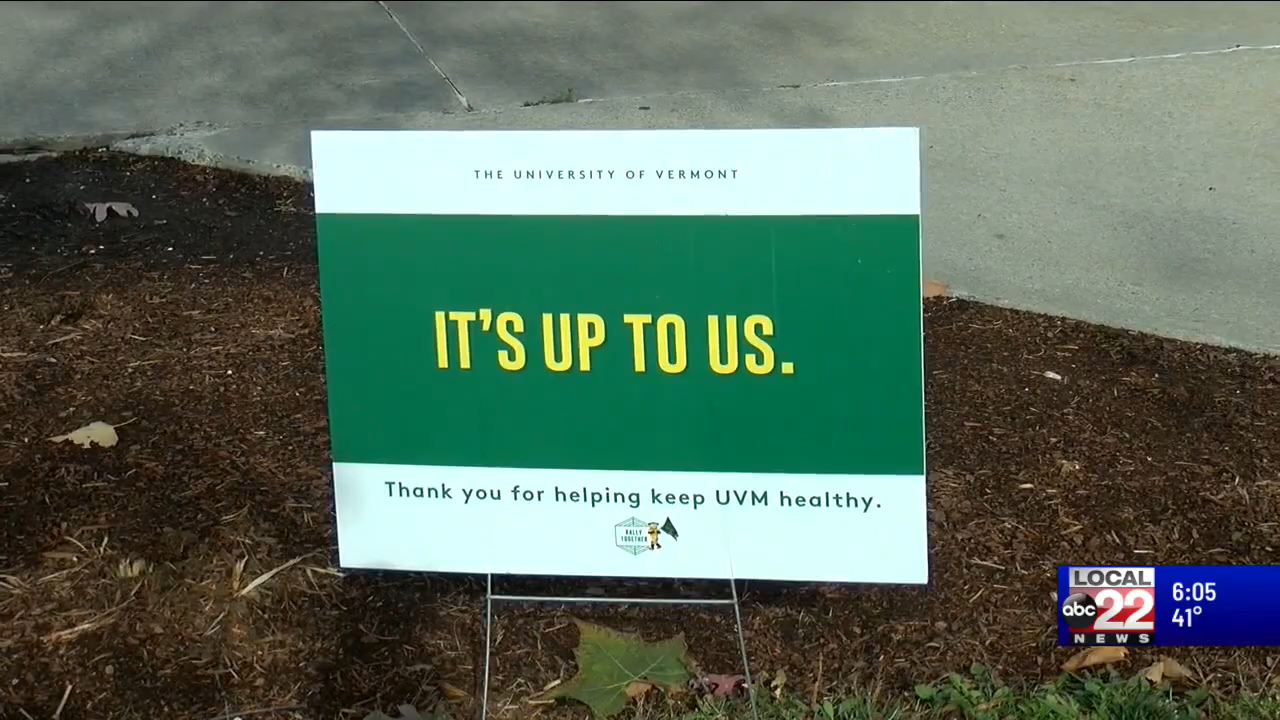 THE UNIVERSITY OF VERMONT
IT'S UP TO US.
Thank you for helping keep UVM healthy.
RALLY
TOGETHER
LOCAL
abc 22
NEWS
6:05
41°